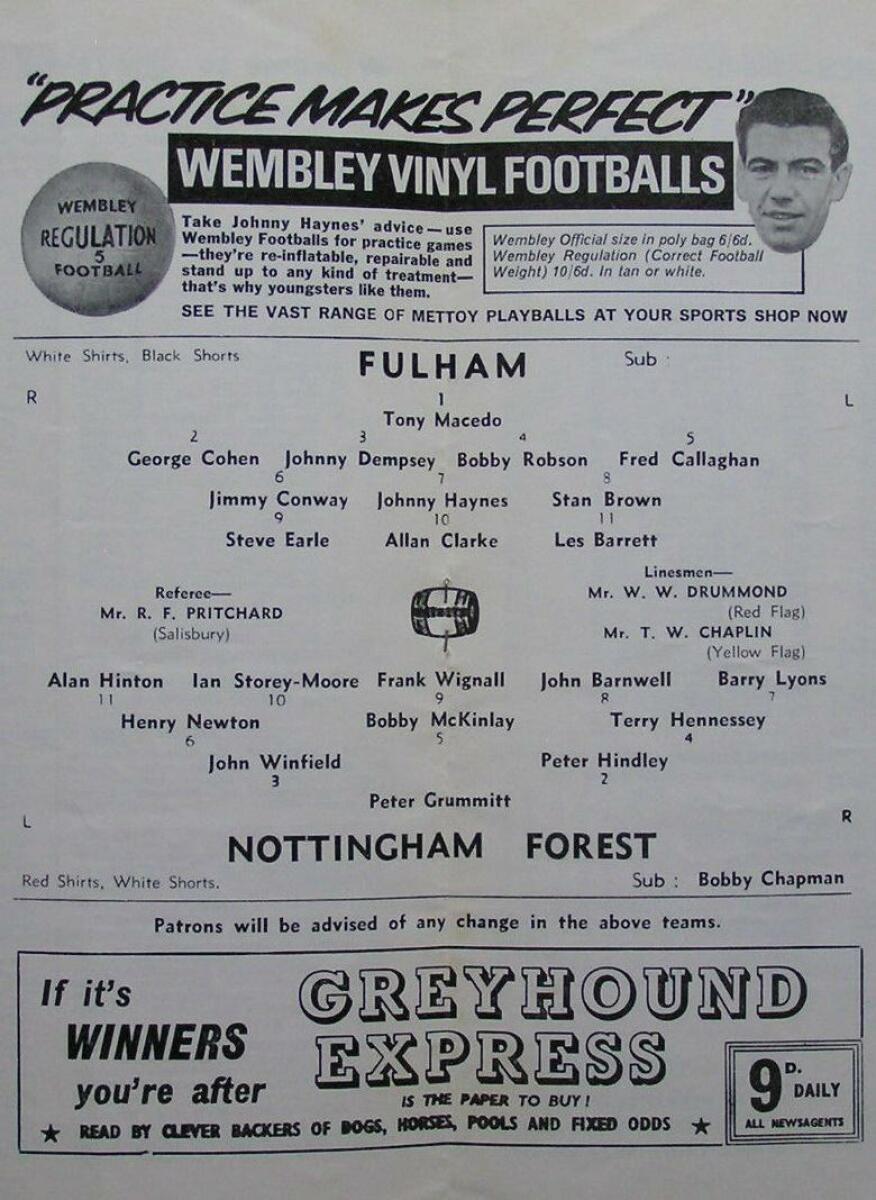 "PRACTICE MAKES PERFECT"
WEMBLEY VINYL FOOTBALLS
WEMBLEY
REGULATION
5
FOOTBALL
Take Johnny Haynes' advice—use
Wembley Footballs for practice games
—they're re-inflatable, repairable and
stand up to any kind of treatment—
that's why youngsters like them.
Wembley Official size in poly bag 6/6d.
Wembley Regulation (Correct Football
Weight) 10/6d. In tan or white.
SEE THE VAST RANGE OF METTOY PLAYBALLS AT YOUR SPORTS SHOP NOW
White Shirts, Black Shorts FULHAM Sub :
R L
1
Tony Macedo
2 3 4 5
George Cohen Johnny Dempsey Bobby Robson Fred Callaghan
6 7 8
Jimmy Conway Johnny Haynes Stan Brown
9 10 11
Steve Earle Allan Clarke Les Barrett
Referee—
Mr. R. F. PRITCHARD
(Salisbury)
Linesmen—
Mr. W. W. DRUMMOND
(Red Flag)
Mr. T. W. CHAPLIN
(Yellow Flag)
Alan Hinton Ian Storey-Moore Frank Wignall John Barnwell Barry Lyons
11 10 9 8 7
Henry Newton Bobby McKinlay Terry Hennessey
6 5 4
John Winfield Peter Hindley
3 2
Peter Grummitt
L R
NOTTINGHAM FOREST
Red Shirts, White Shorts. Sub : Bobby Chapman
Patrons will be advised of any change in the above teams.
If it's
WINNERS
you're after
GREYHOUND
EXPRESS
IS THE PAPER TO BUY!
9D. DAILY
ALL NEWSAGENTS
★ READ BY CLEVER BACKERS OF DOGS, HORSES, POOLS AND FIXED ODDS ★